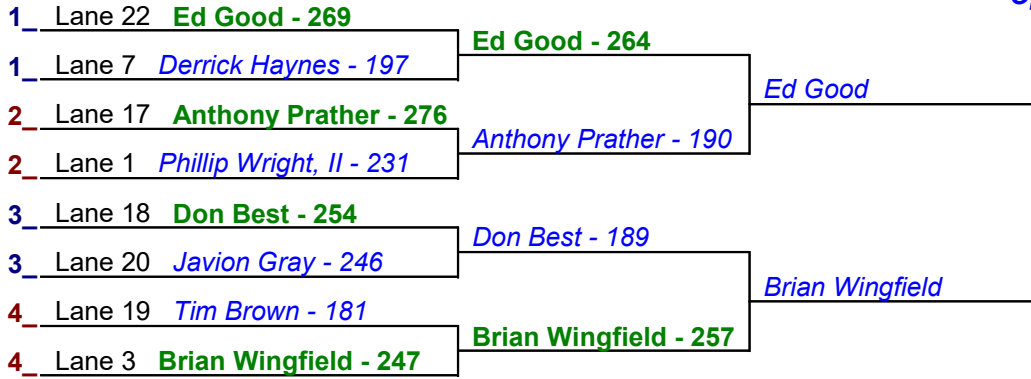 1_ Lane 22 Ed Good - 269
Ed Good - 264
1_ Lane 7 Derrick Haynes - 197
Ed Good
2_ Lane 17 Anthony Prather - 276
Anthony Prather - 190
2_ Lane 1 Phillip Wright, II - 231
3_ Lane 18 Don Best - 254
Don Best - 189
3_ Lane 20 Javion Gray - 246
Brian Wingfield
4_ Lane 19 Tim Brown - 181
Brian Wingfield - 257
4_ Lane 3 Brian Wingfield - 247